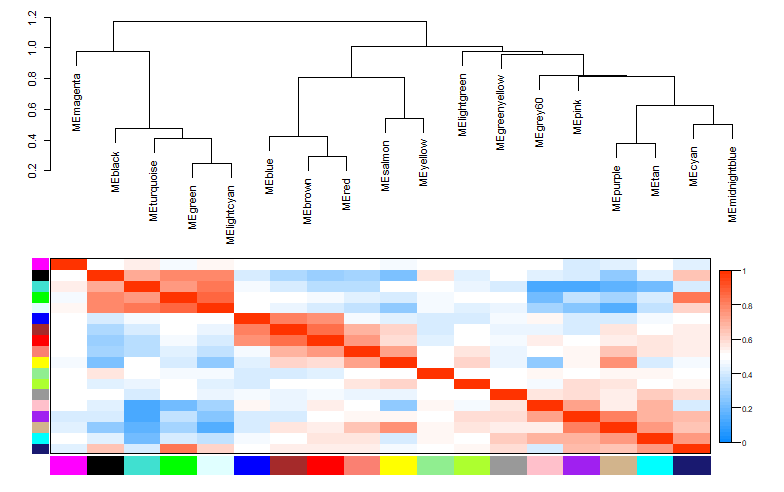 1.2
1.0
0.8
0.6
0.4
0.2
MEmagenta
MEblack
MEturquoise
MEgreen
MElightcyan
MEblue
MEbrown
MEred
MEsalmon
MEyellow
MElightgreen
MEgreenyellow
MEgrey60
MEpink
MEpurple
MEtan
MEcyan
MEmidnightblue
1
0.8
0.6
0.4
0.2
0